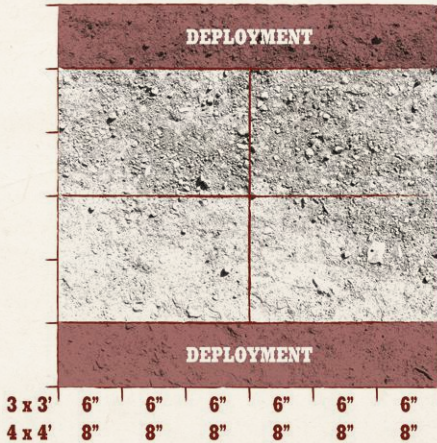 DEPLOYMENT
DEPLOYMENT
3 x 3' 6" 6" 6" 6" 6" 6"
4 x 4' 8" 8" 8" 8" 8" 8"